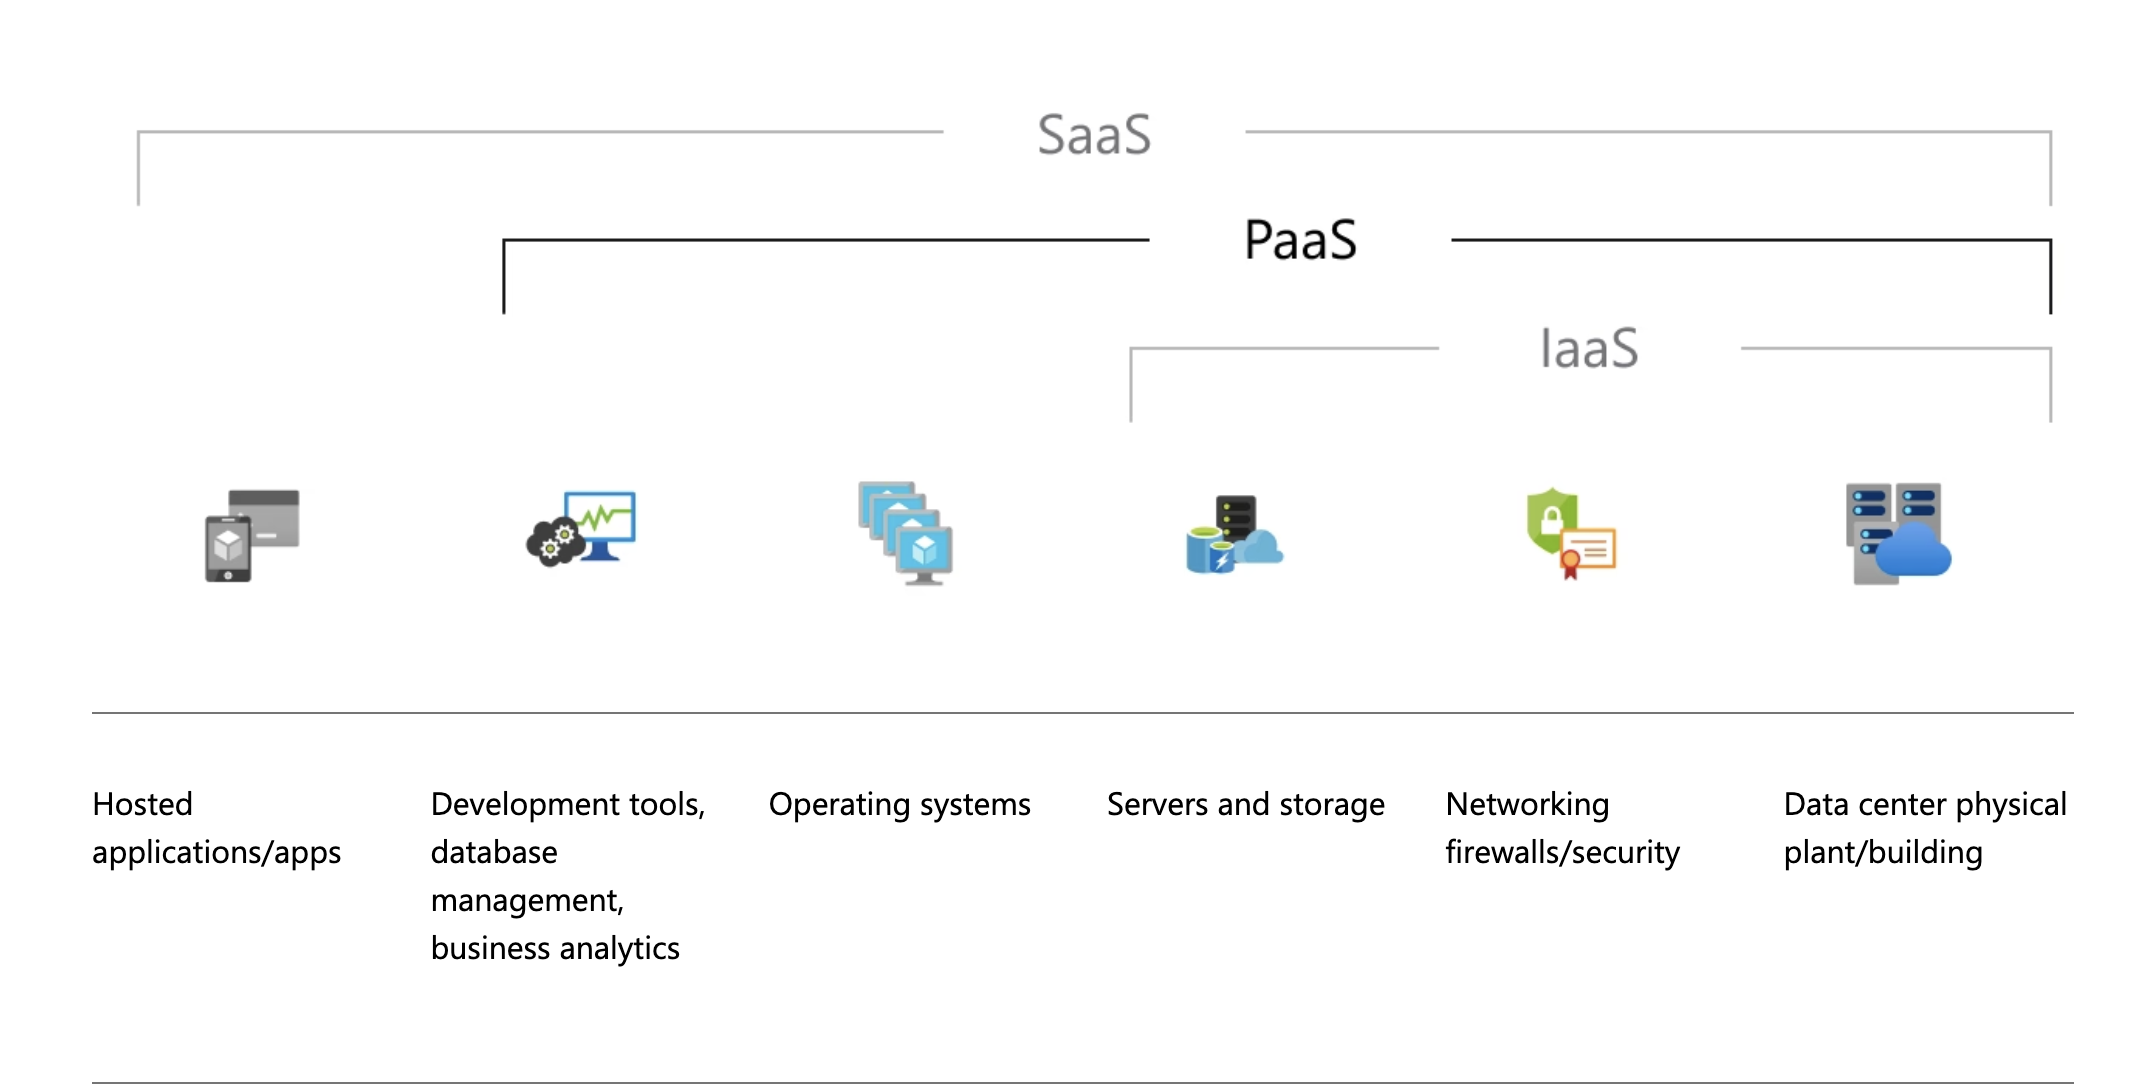 SaaS
PaaS
IaaS
Hosted
applications/apps
Development tools,
database
management,
business analytics
Operating systems
Servers and storage
Networking
firewalls/security
Data center physical
plant/building